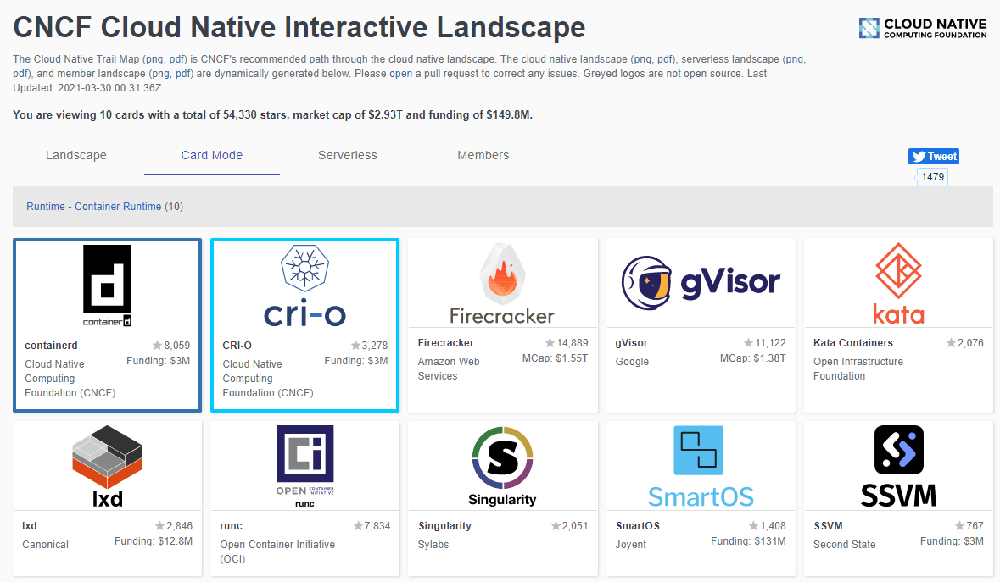 CNCF Cloud Native Interactive Landscape
CLOUD NATIVE
COMPUTING FOUNDATION
The Cloud Native Trail Map (png, pdf) is CNCF's recommended path through the cloud native landscape. The cloud native landscape (png, pdf), serverless landscape (png,
pdf), and member landscape (png, pdf) are dynamically generated below. Please open a pull request to correct any issues. Greyed logos are not open source. Last
Updated: 2021-03-30 00:31:36Z
You are viewing 10 cards with a total of 54,330 stars, market cap of $2.93T and funding of $149.8M.
Landscape
Card Mode
Serverless
Members
Tweet
1479
Runtime - Container Runtime (10)
d
containerd
containerd
★8,059
Cloud Native
Computing
Foundation (CNCF)
Funding: $3M
cri-o
CRI-O
★3,278
Cloud Native
Computing
Foundation (CNCF)
Funding: $3M
Firecracker
Firecracker
★14,889
Amazon Web
Services
MCap: $1.55T
gVisor
gVisor
★11,122
Google
MCap: $1.38T
kata
Kata Containers
★2,076
Open Infrastructure
Foundation
lxd
lxd
★2,846
Canonical
Funding: $12.8M
OPEN CONTAINER
INITIATIVE
runc
runc
★7,834
Open Container Initiative
(OCI)
S
Singularity
Singularity
★2,051
Sylabs
SmartOS
SmartOS
★1,408
Joyent
Funding: $131M
SSVM
SSVM
★767
Second State
Funding: $3M